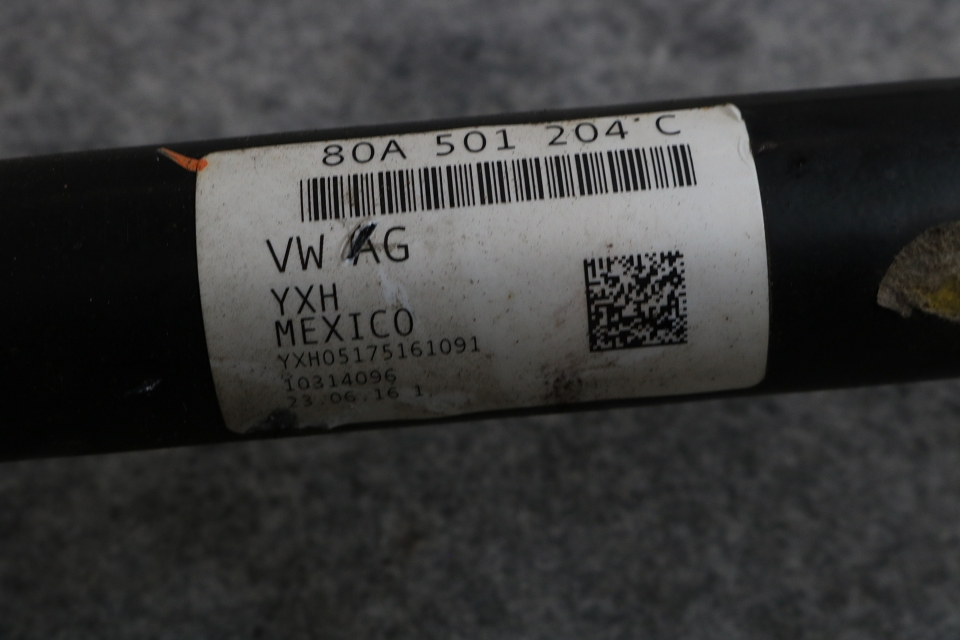 80A 501 204 C
VW AG
YXH
MEXICO
YXH05175161091
10314096
23.06.16 1